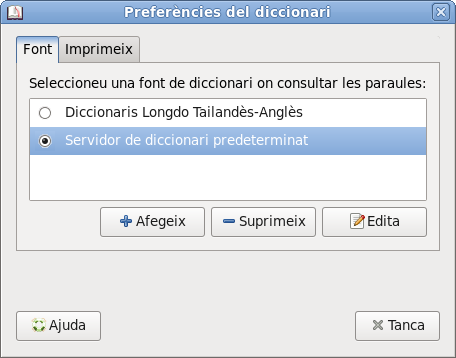 Preferències del diccionari
Font
Imprimeix
Seleccioneu una font de diccionari on consultar les paraules:
Diccionaris Longdo Tailandès-Anglès
Servidor de diccionari predeterminat
Afegeix
Suprimeix
Edita
Ajuda
Tanca